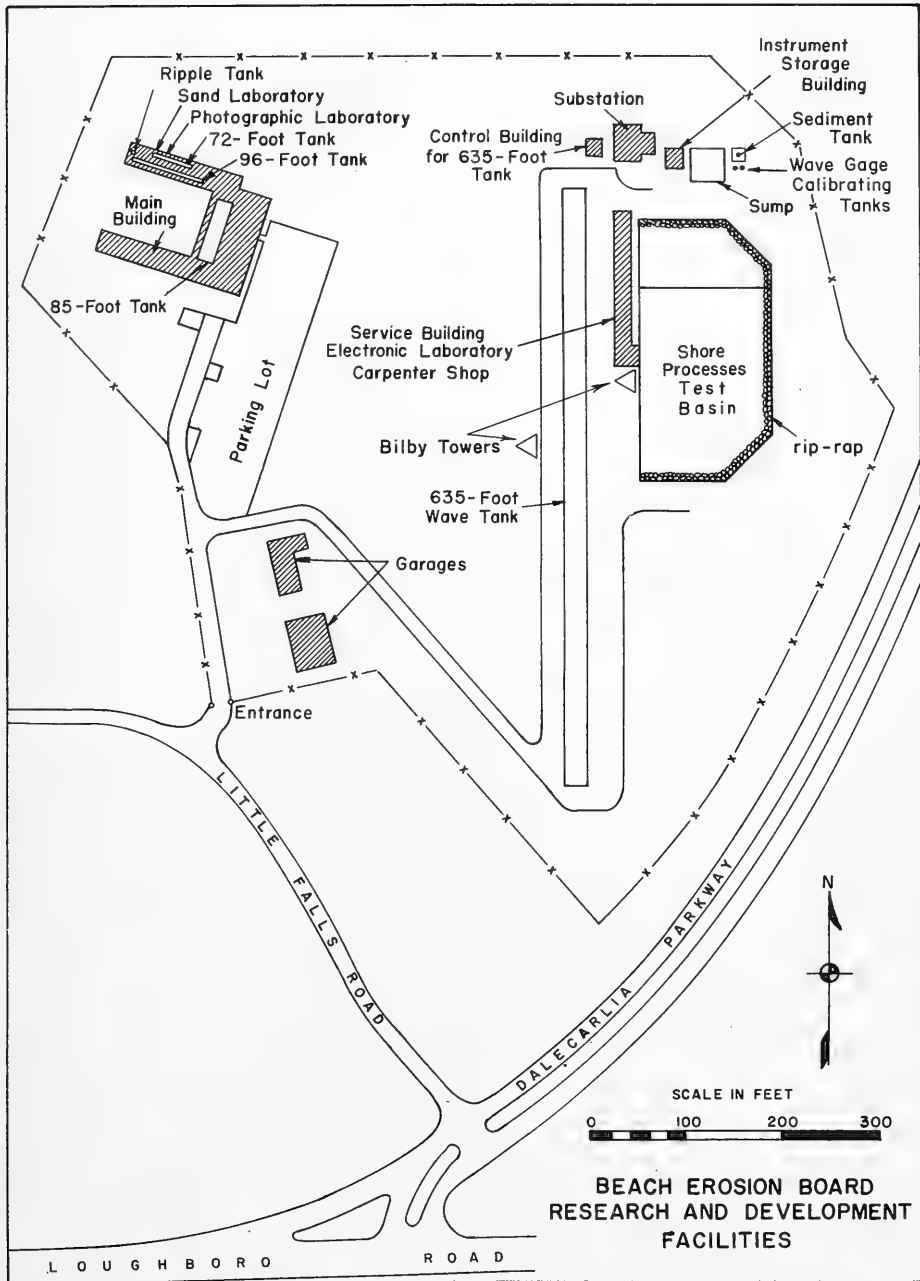 Ripple Tank
Sand Laboratory
Photographic Laboratory
72-Foot Tank
96-Foot Tank
Main
Building
85-Foot Tank
Parking Lot
Instrument
Storage
Building
Substation
Control Building
for 635-Foot
Tank
Sediment
Tank
Wave Gage
Calibrating
Tanks
Sump
Service Building
Electronic Laboratory
Carpenter Shop
Shore
Processes
Test
Basin
Bilby Towers
rip-rap
635-Foot
Wave Tank
Garages
Entrance
LITTLE FALLS ROAD
DALECARLIA PARKWAY
LOUGHBORO ROAD
N
SCALE IN FEET
0 100 200 300
BEACH EROSION BOARD
RESEARCH AND DEVELOPMENT
FACILITIES